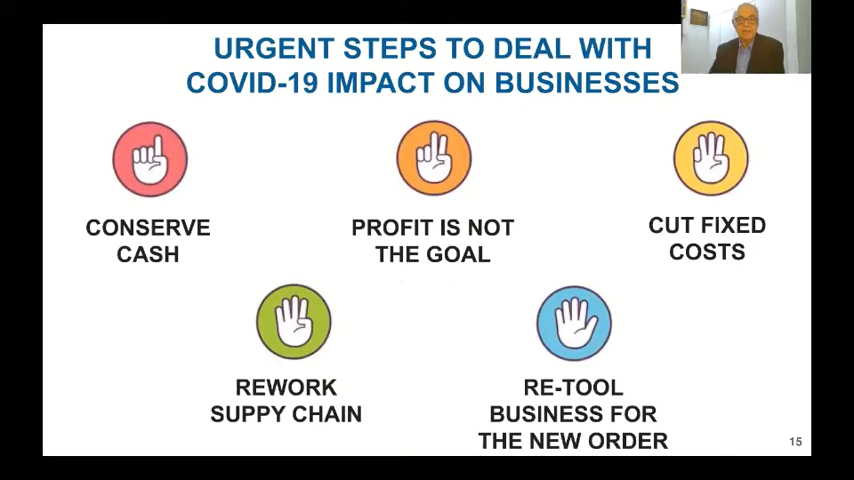 URGENT STEPS TO DEAL WITH
COVID-19 IMPACT ON BUSINESSES
CONSERVE
CASH
PROFIT IS NOT
THE GOAL
CUT FIXED
COSTS
REWORK
SUPPY CHAIN
RE-TOOL
BUSINESS FOR
THE NEW ORDER
15